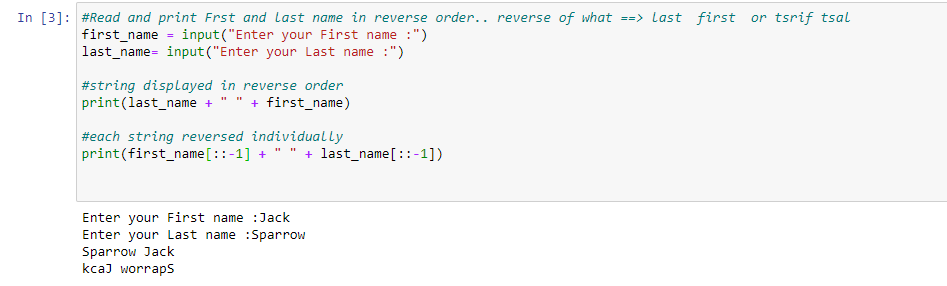 In [3]: #Read and print Frst and last name in reverse order.. reverse of what ==> last  first  or tsrif tsal
first_name = input("Enter your First name :")
last_name= input("Enter your Last name :")
#string displayed in reverse order
print(last_name + " " + first_name)
#each string reversed individually
print(first_name[::-1] + " " + last_name[::-1])
Enter your First name :Jack
Enter your Last name :Sparrow
Sparrow Jack
kcaJ worrapS